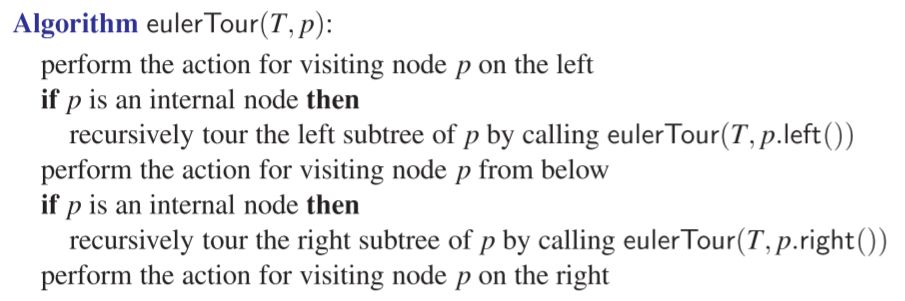 Algorithm eulerTour(T, p):
perform the action for visiting node p on the left
if p is an internal node then
recursively tour the left subtree of p by calling eulerTour(T, p.left())
perform the action for visiting node p from below
if p is an internal node then
recursively tour the right subtree of p by calling eulerTour(T, p.right())
perform the action for visiting node p on the right